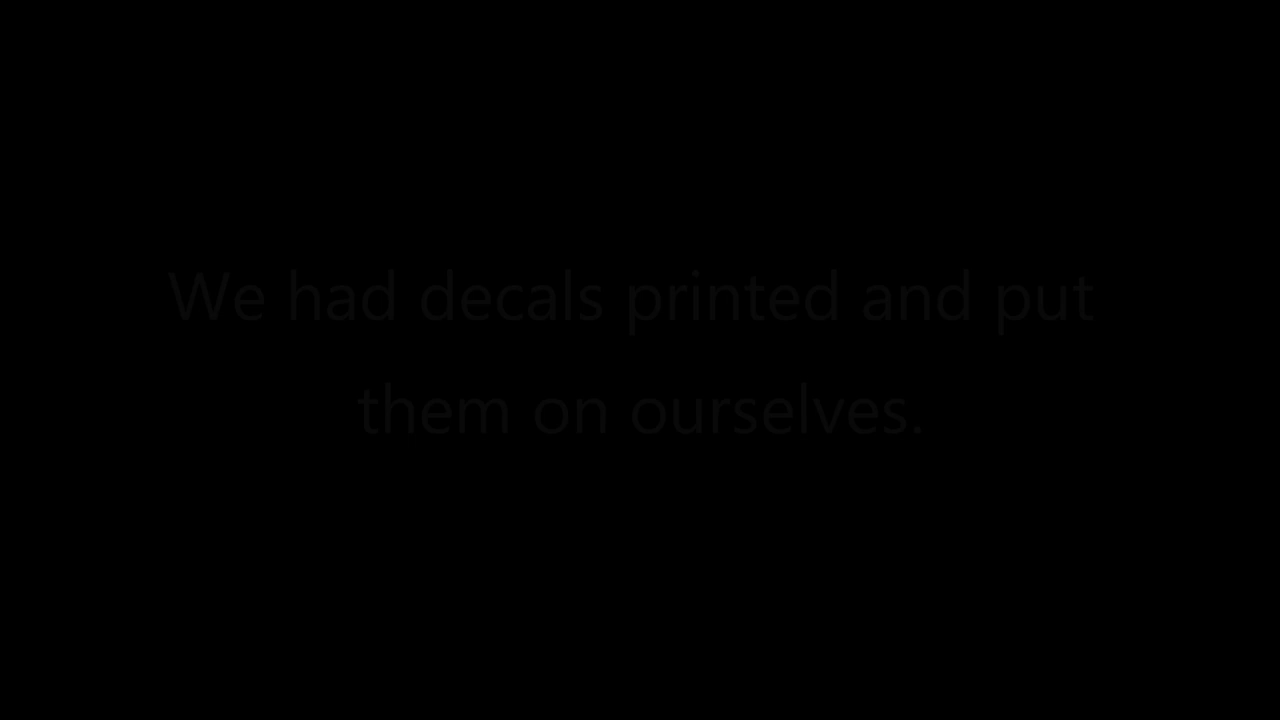 We had decals printed and put
them on ourselves.